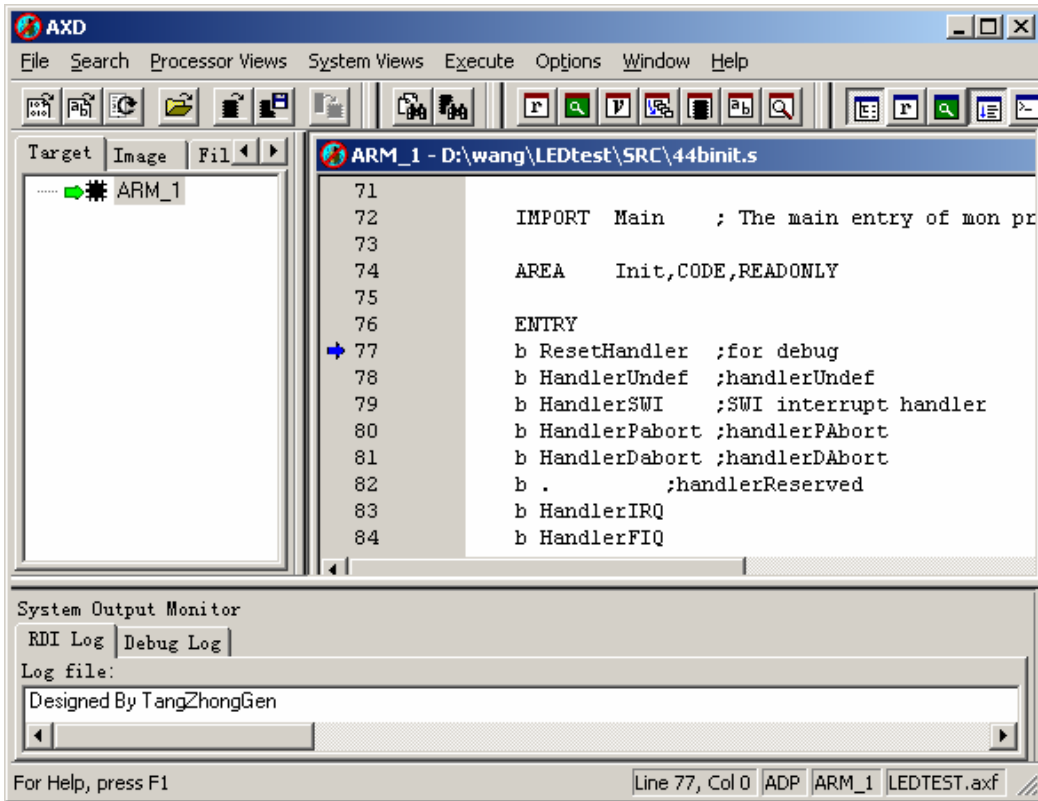 AXD
File Search Processor Views System Views Execute Options Window Help
Target Image Fil
ARM_1
ARM_1 - D:\wang\LEDtest\SRC\44binit.s
71
72 IMPORT Main ; The main entry of mon pr
73
74 AREA Init,CODE,READONLY
75
76 ENTRY
77 b ResetHandler ;for debug
78 b HandlerUndef ;handlerUndef
79 b HandlerSWI ;SWI interrupt handler
80 b HandlerPabort ;handlerPAbort
81 b HandlerDabort ;handlerDAbort
82 b . ;handlerReserved
83 b HandlerIRQ
84 b HandlerFIQ
System Output Monitor
RDI Log Debug Log
Log file:
Designed By TangZhongGen
For Help, press F1 Line 77, Col 0 ADP ARM_1 LEDTEST.axf